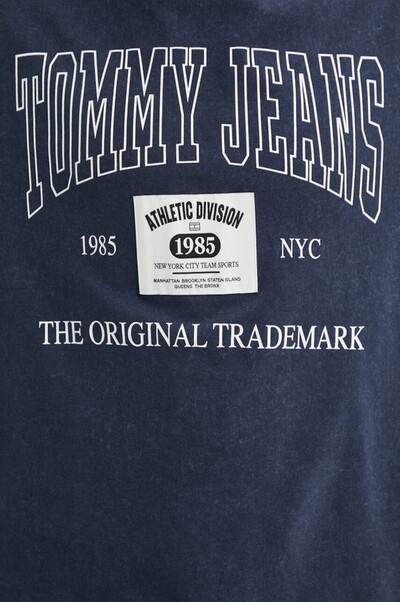 TOMMY JEANS
ATHLETIC DIVISION
1985
1985
NYC
NEW YORK CITY TEAM SPORTS
MANHATTAN BROOKLYN STATEN ISLAND
QUEENS THE BRONX
THE ORIGINAL TRADEMARK